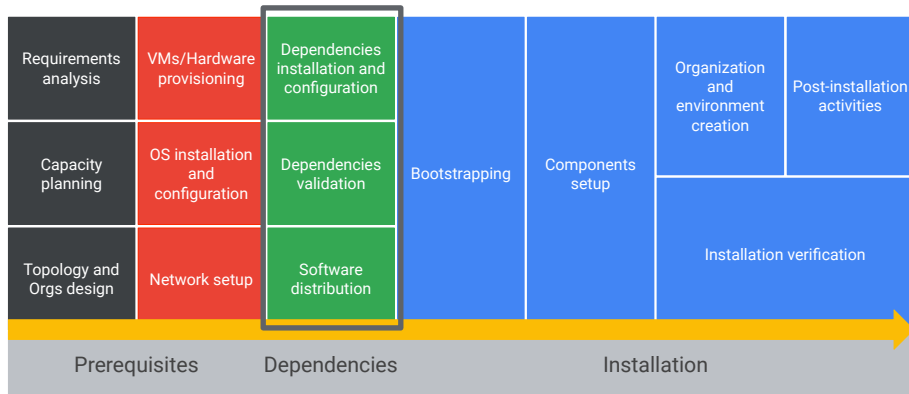 Requirements
analysis
Capacity
planning
Topology and
Orgs design
VMs/Hardware
provisioning
OS installation
and
configuration
Network setup
Dependencies
installation and
configuration
Dependencies
validation
Software
distribution
Bootstrapping
Components
setup
Organization
and
environment
creation
Post-installation
activities
Installation verification
Prerequisites
Dependencies
Installation